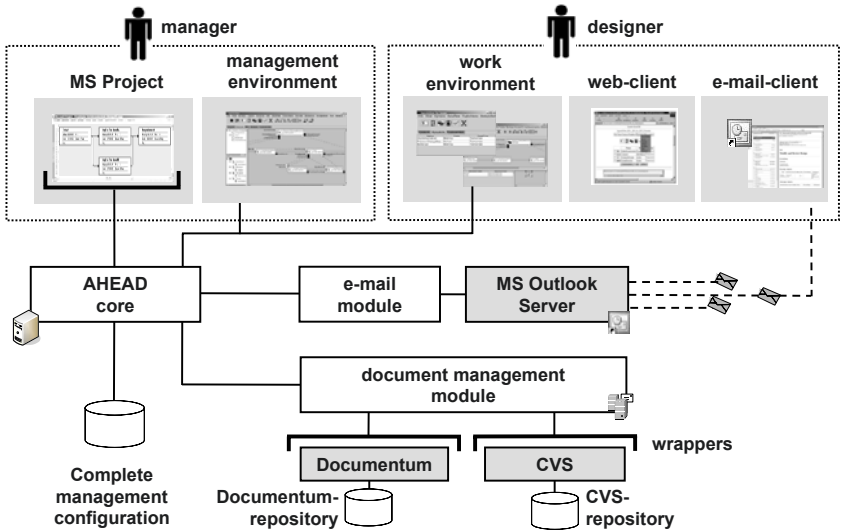 manager
designer
MS Project
management
environment
work
environment
web-client
e-mail-client
AHEAD
core
e-mail
module
MS Outlook
Server
document management
module
wrappers
Documentum
CVS
Complete
management
configuration
Documentum-
repository
CVS-
repository